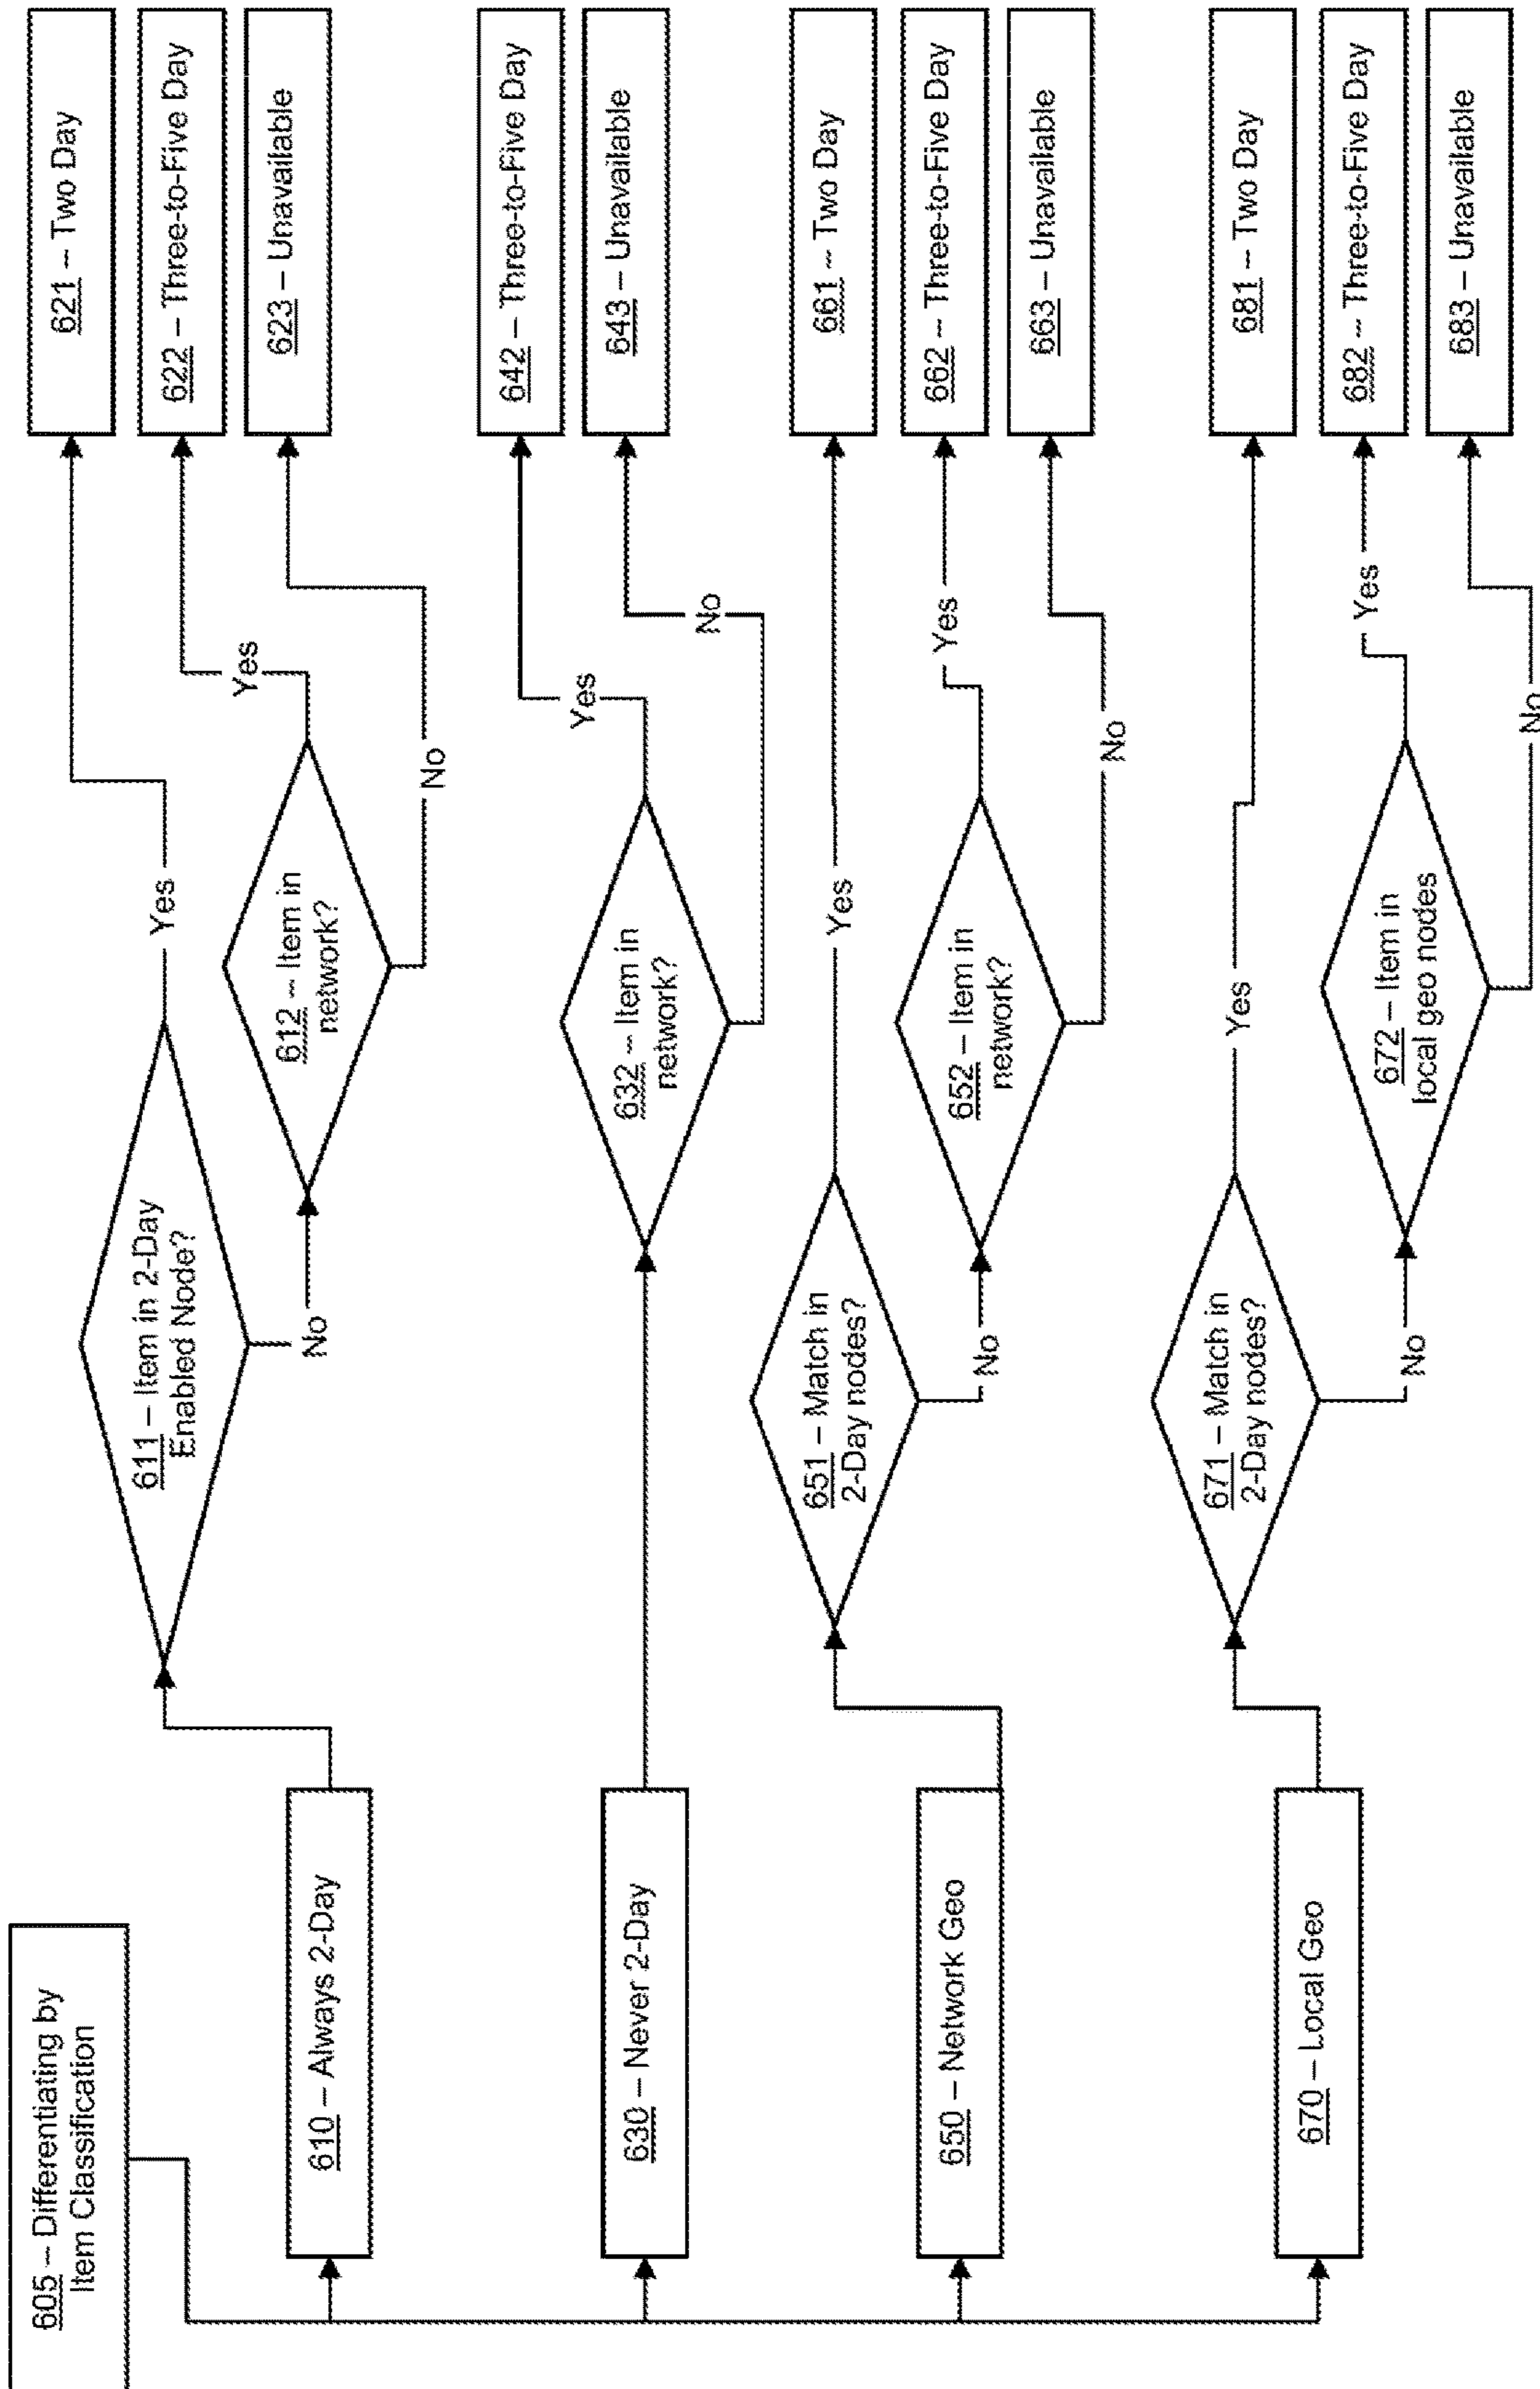 605 – Differentiating by
Item Classification
610 – Always 2-Day
611 – Item in 2-Day
Enabled Node?
Yes
621 – Two Day
No
612 – Item in
network?
Yes
622 – Three-to-Five Day
No
623 – Unavailable
630 – Never 2-Day
632 – Item in
network?
Yes
642 – Three-to-Five Day
No
643 – Unavailable
650 – Network Geo
651 – Match in
2-Day nodes?
Yes
661 – Two Day
No
652 – Item in
network?
Yes
662 – Three-to-Five Day
No
663 – Unavailable
670 – Local Geo
671 – Match in
2-Day nodes?
Yes
681 – Two Day
No
672 – Item in
local geo nodes
Yes
682 – Three-to-Five Day
No
683 – Unavailable